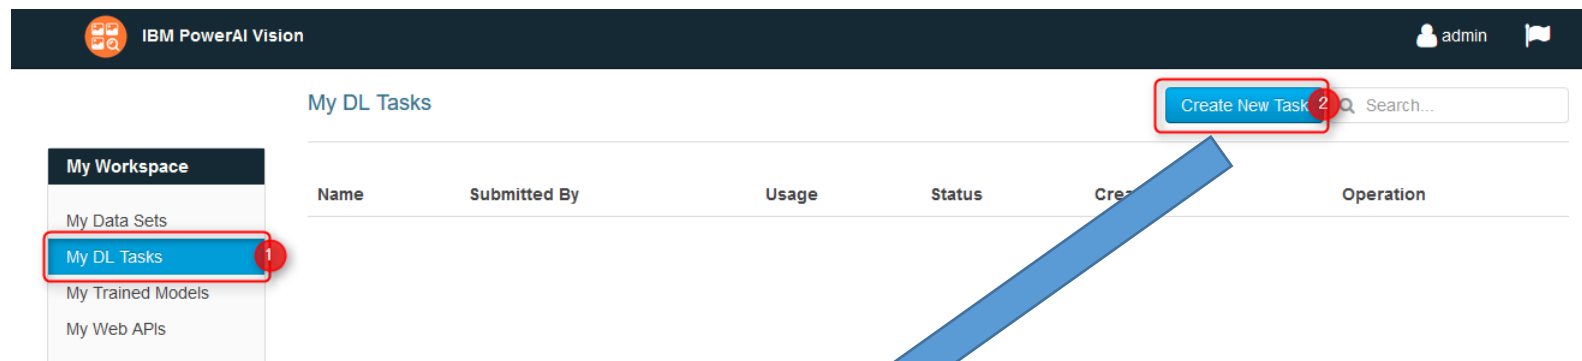 IBM PowerAI Vision
admin
My DL Tasks
Create New Task
2
Search...
My Workspace
Name Submitted By Usage Status Operation
My Data Sets
My DL Tasks
1
My Trained Models
My Web APIs